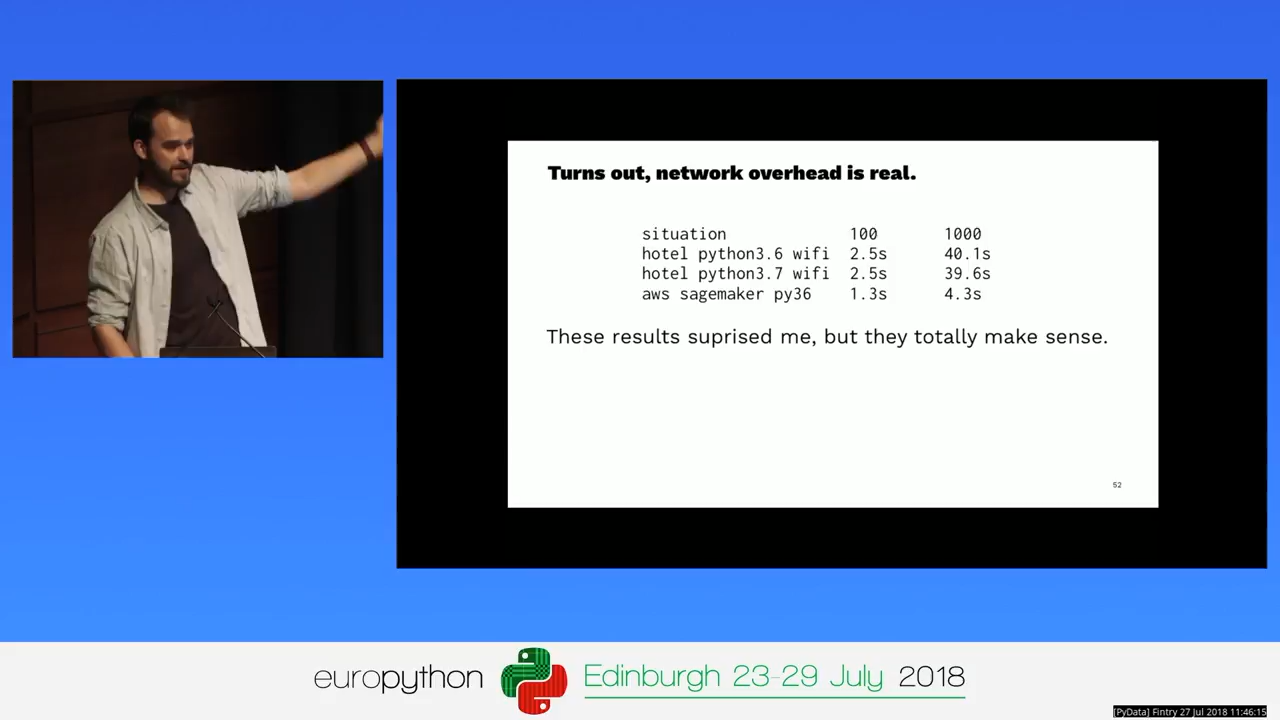 Turns out, network overhead is real.
situation 100 1000
hotel python3.6 wifi 2.5s 40.1s
hotel python3.7 wifi 2.5s 39.6s
aws sagemaker py36 1.3s 4.3s
These results suprised me, but they totally make sense.
52
europython Edinburgh 23-29 July 2018
[PyData] Fintry 27 Jul 2018 11:46:15